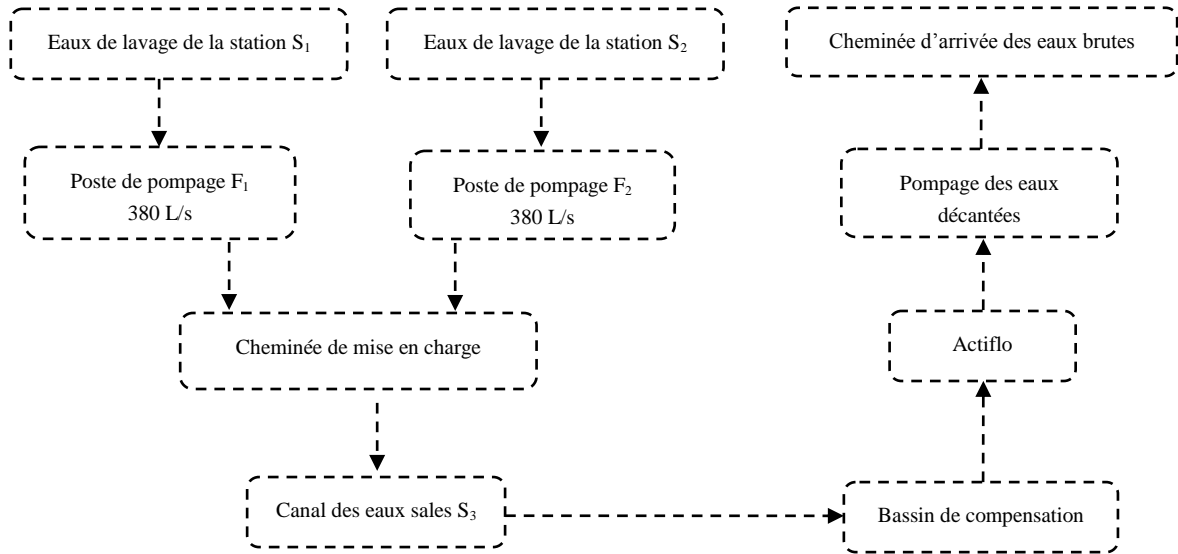 Eaux de lavage de la station S₁
Eaux de lavage de la station S₂
Cheminée d’arrivée des eaux brutes
Poste de pompage F₁
380 L/s
Poste de pompage F₂
380 L/s
Pompage des eaux
décantées
Cheminée de mise en charge
Actiflo
Canal des eaux sales S₃
Bassin de compensation